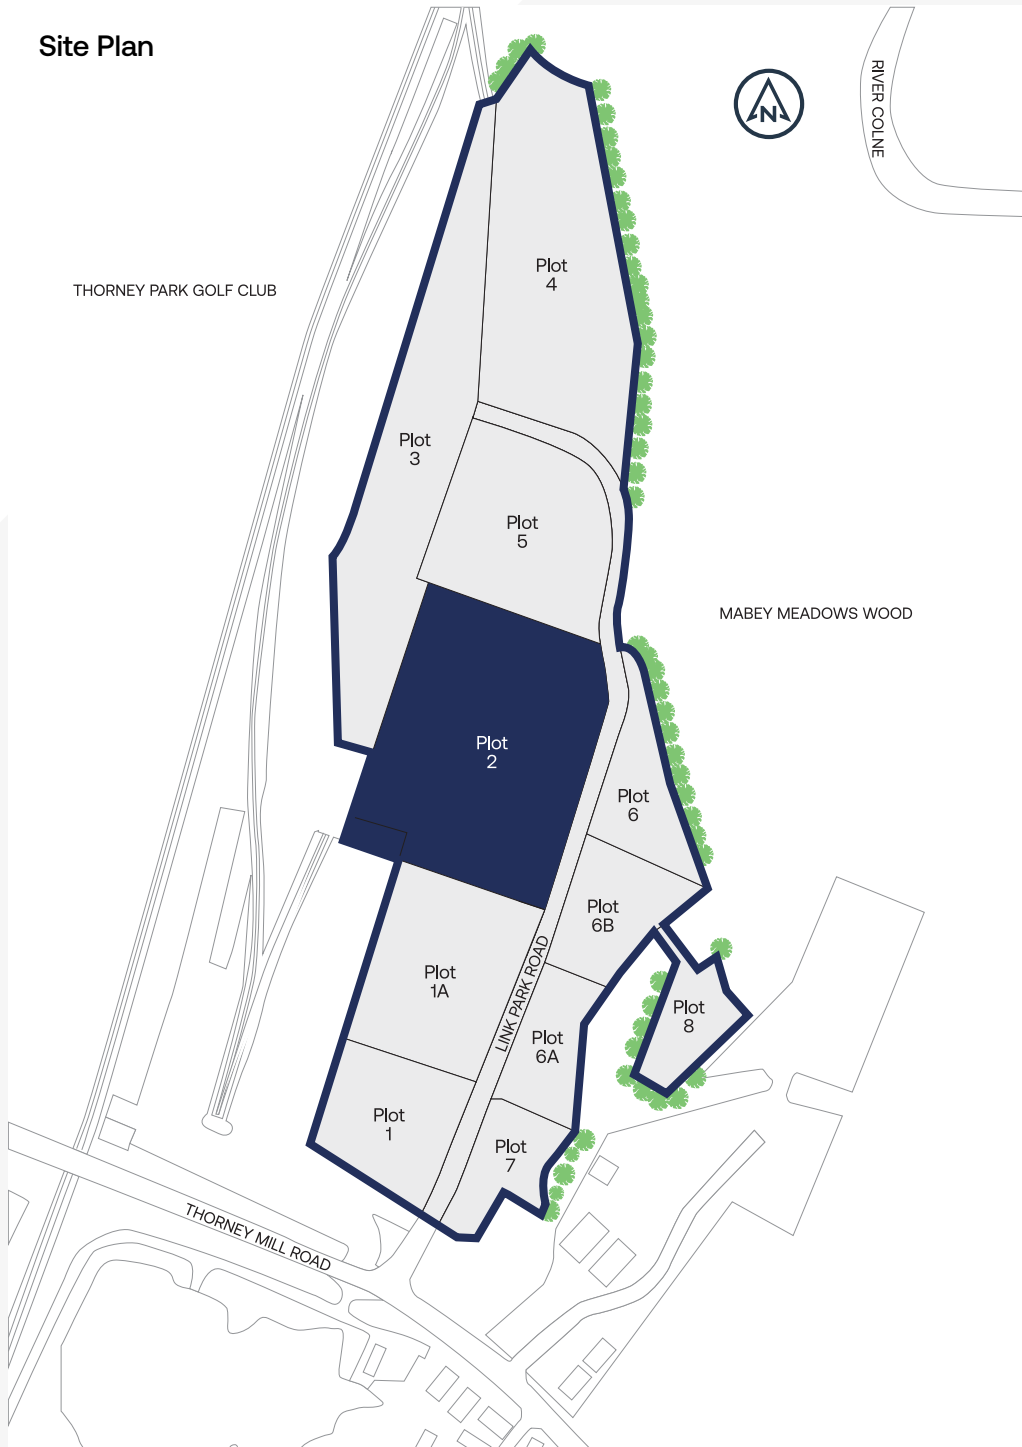 Site Plan
N
RIVER COLNE
THORNEY PARK GOLF CLUB
Plot
4
Plot
3
Plot
5
MABEY MEADOWS WOOD
Plot
2
Plot
6
Plot
6B
Plot
1A
LINK PARK ROAD
Plot
8
Plot
6A
Plot
1
Plot
7
THORNEY MILL ROAD